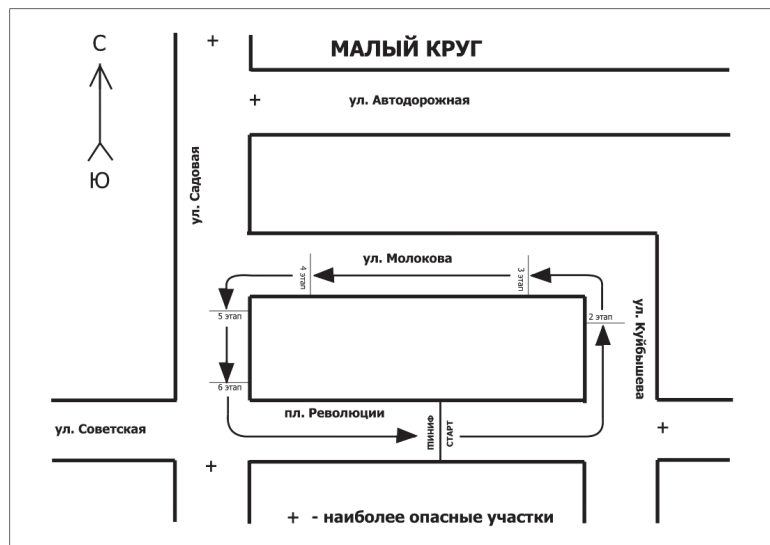 МАЛЫЙ КРУГ
С
Ю
ул. Автодорожная
ул. Садовая
ул. Молокова
4 этап
3 этап
5 этап
2 этап
ул. Куйбышева
6 этап
пл. Революции
ул. Советская
ФИНИШ
СТАРТ
+ - наиболее опасные участки